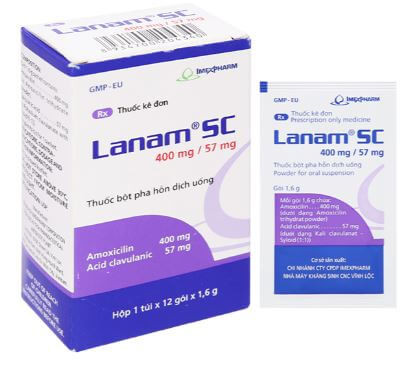 GMP - EU
IMEXPHARM
Rx Thuốc kê đơn
Lanam® SC
400 mg / 57 mg
Thuốc bột pha hỗn dịch uống
Amoxicilin 400 mg
Acid clavulanic 57 mg
Hộp 1 túi x 12 gói x 1,6 g
IMEXPHARM
GMP - EU
Rx Thuốc kê đơn
Prescription only medicine
Lanam® SC
400 mg / 57 mg
Thuốc bột pha hỗn dịch uống
Powder for oral suspension
Gói 1,6 g
Mỗi gói 1,6 g chứa:
Amoxicilin.... 400 mg
(dưới dạng Amoxicilin
trihydrat powder)
Acid clavulanic ....... 57 mg
(dưới dạng Kali clavulanat -
Syloid (1:1))
Cơ sở sản xuất:
CHI NHÁNH CTY CPDP IMEXPHARM
NHÀ MÁY KHÁNG SINH CNC VĨNH LỘC